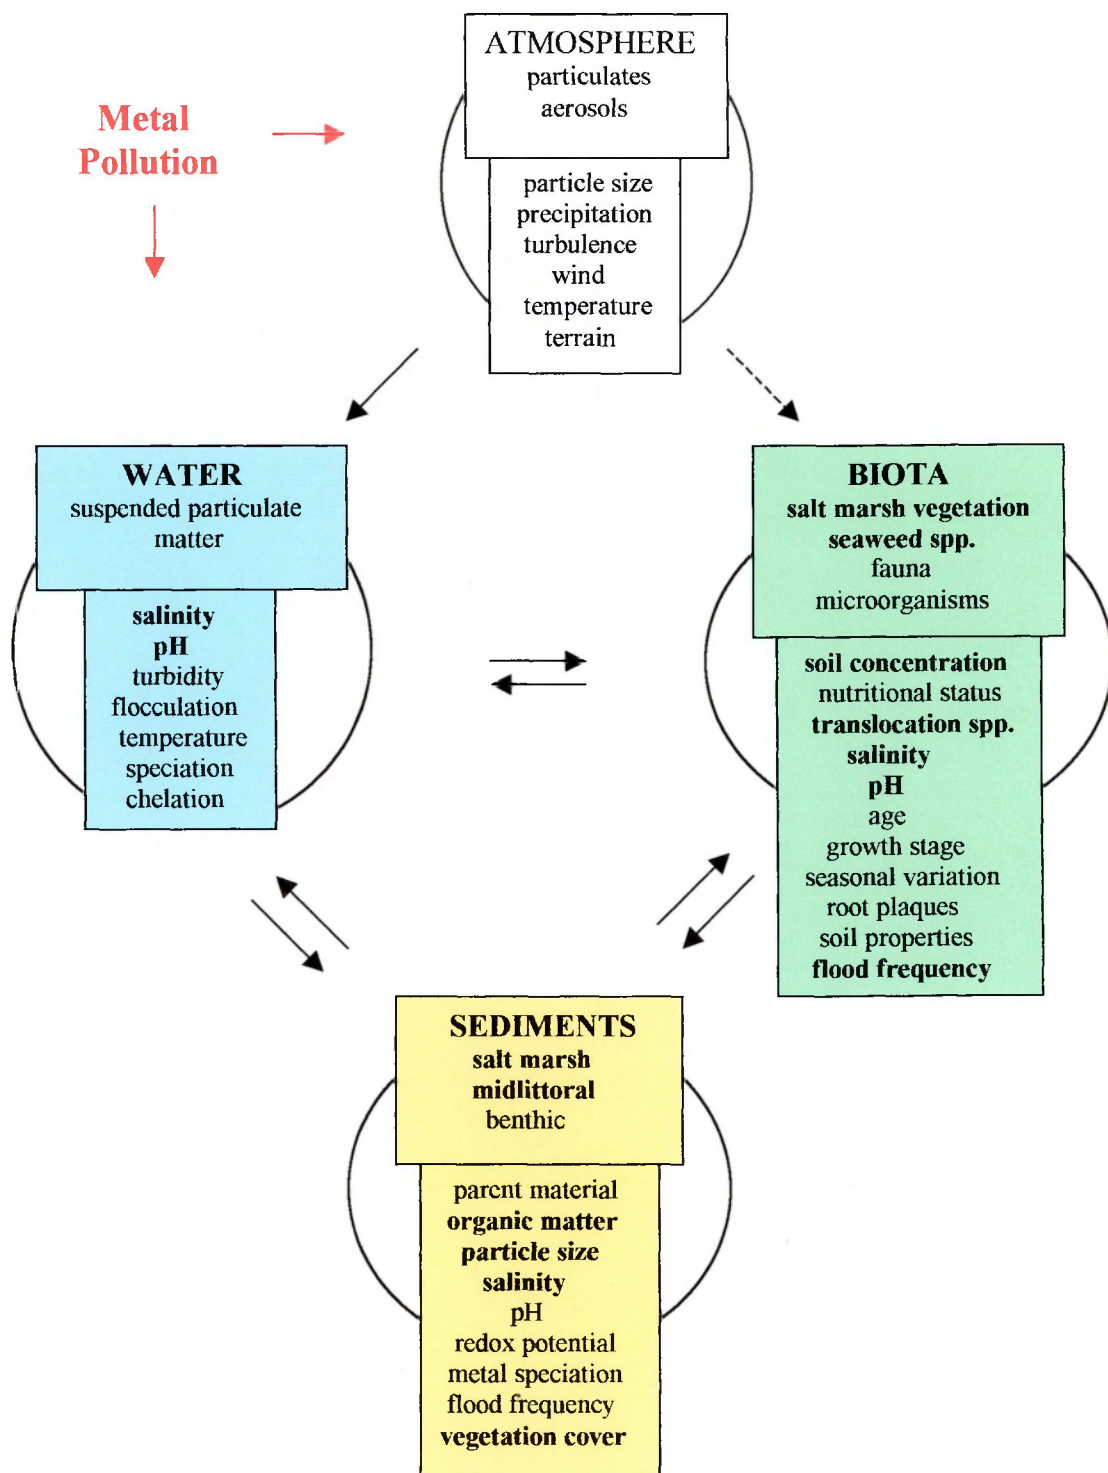 ATMOSPHERE
particulates
aerosols
Metal
Pollution
particle size
precipitation
turbulence
wind
temperature
terrain
WATER
suspended particulate
matter
salinity
pH
turbidity
flocculation
temperature
speciation
chelation
BIOTA
salt marsh vegetation
seaweed spp.
fauna
microorganisms
soil concentration
nutritional status
translocation spp.
salinity
pH
age
growth stage
seasonal variation
root plaques
soil properties
flood frequency
SEDIMENTS
salt marsh
midlittoral
benthic
parent material
organic matter
particle size
salinity
pH
redox potential
metal speciation
flood frequency
vegetation cover